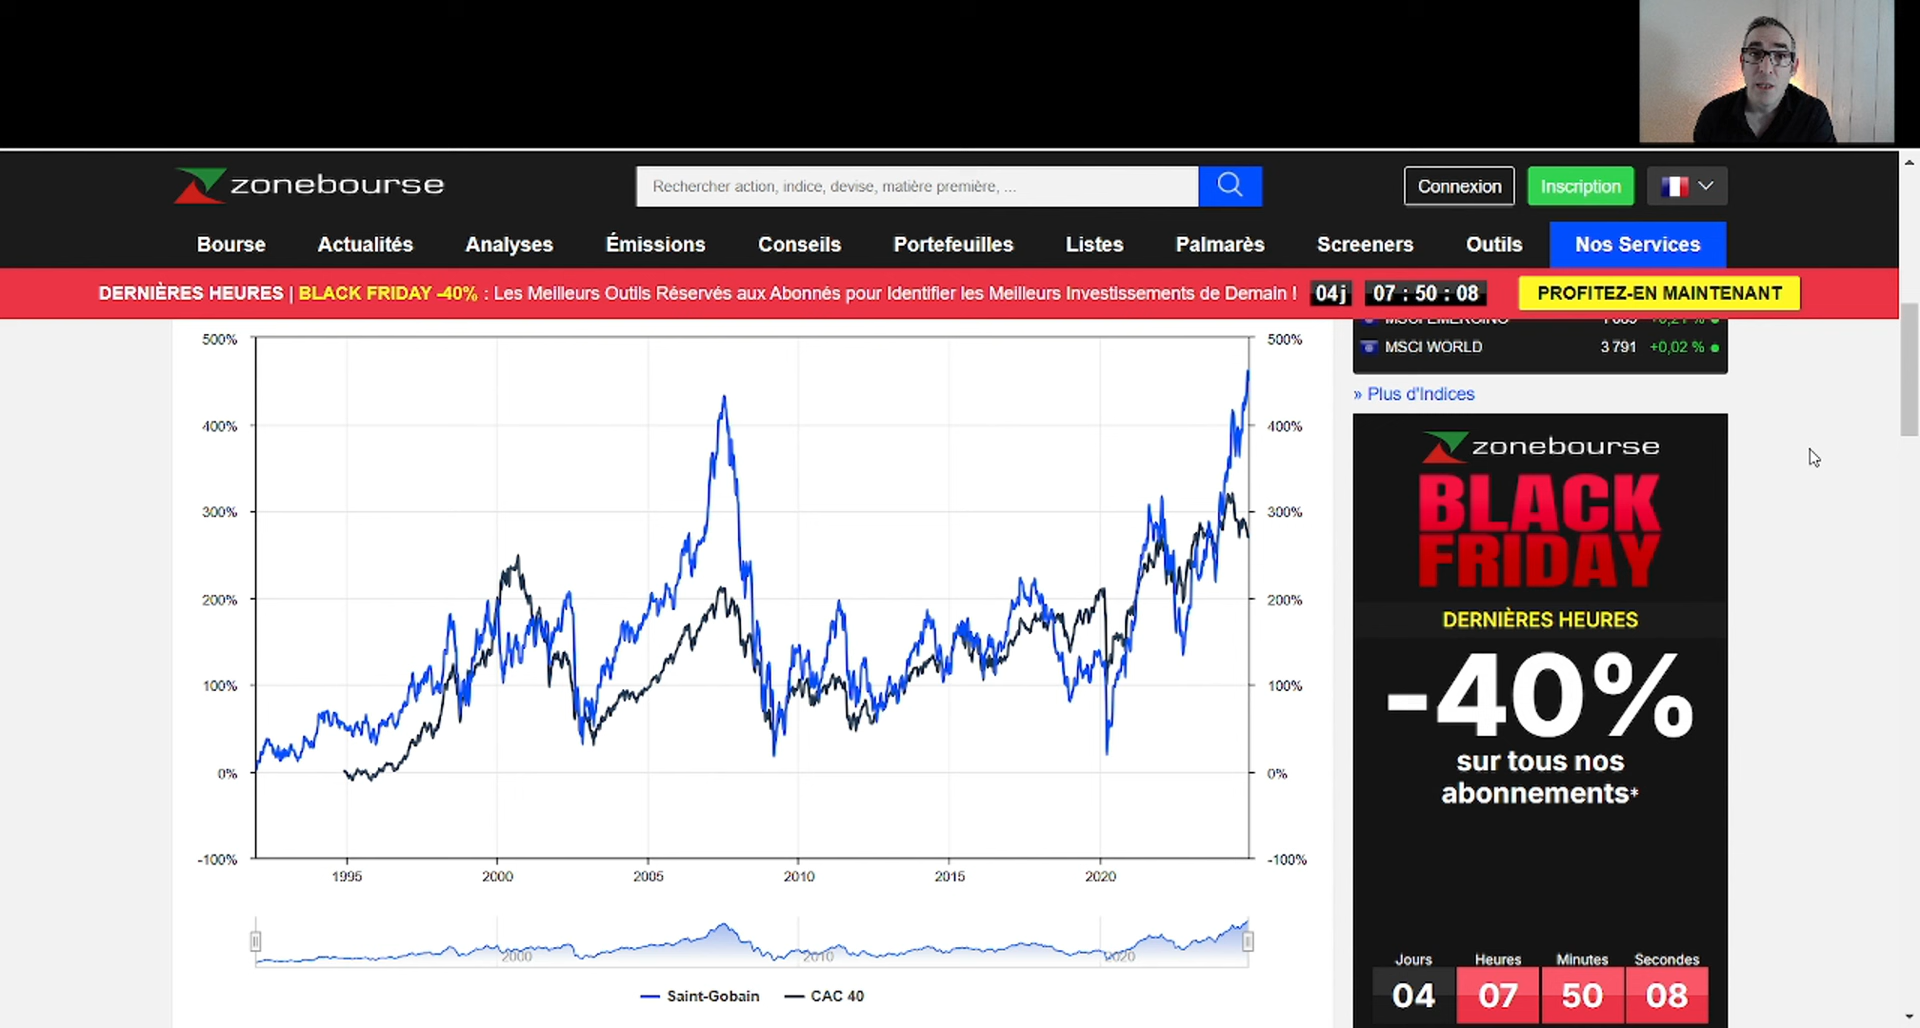 zonebourse
Rechercher action, indice, devise, matière première, ...
Connexion
Inscription
Bourse Actualités Analyses Émissions Conseils Portefeuilles Listes Palmarès Screeners Outils Nos Services
DERNIÈRES HEURES | BLACK FRIDAY -40% : Les Meilleurs Outils Réservés aux Abonnés pour Identifier les Meilleurs Investissements de Demain ! 04j 07 : 50 : 08 PROFITEZ-EN MAINTENANT
MSCI WORLD 3 791 +0,02 %
» Plus d'Indices
500% 500%
400% 400%
300% 300%
200% 200%
100% 100%
0% 0%
-100% -100%
1995 2000 2005 2010 2015 2020
2000 2010 2020
Saint-Gobain CAC 40
zonebourse
BLACK
FRIDAY
DERNIÈRES HEURES
-40%
sur tous nos
abonnements*
Jours Heures Minutes Secondes
04 07 50 08